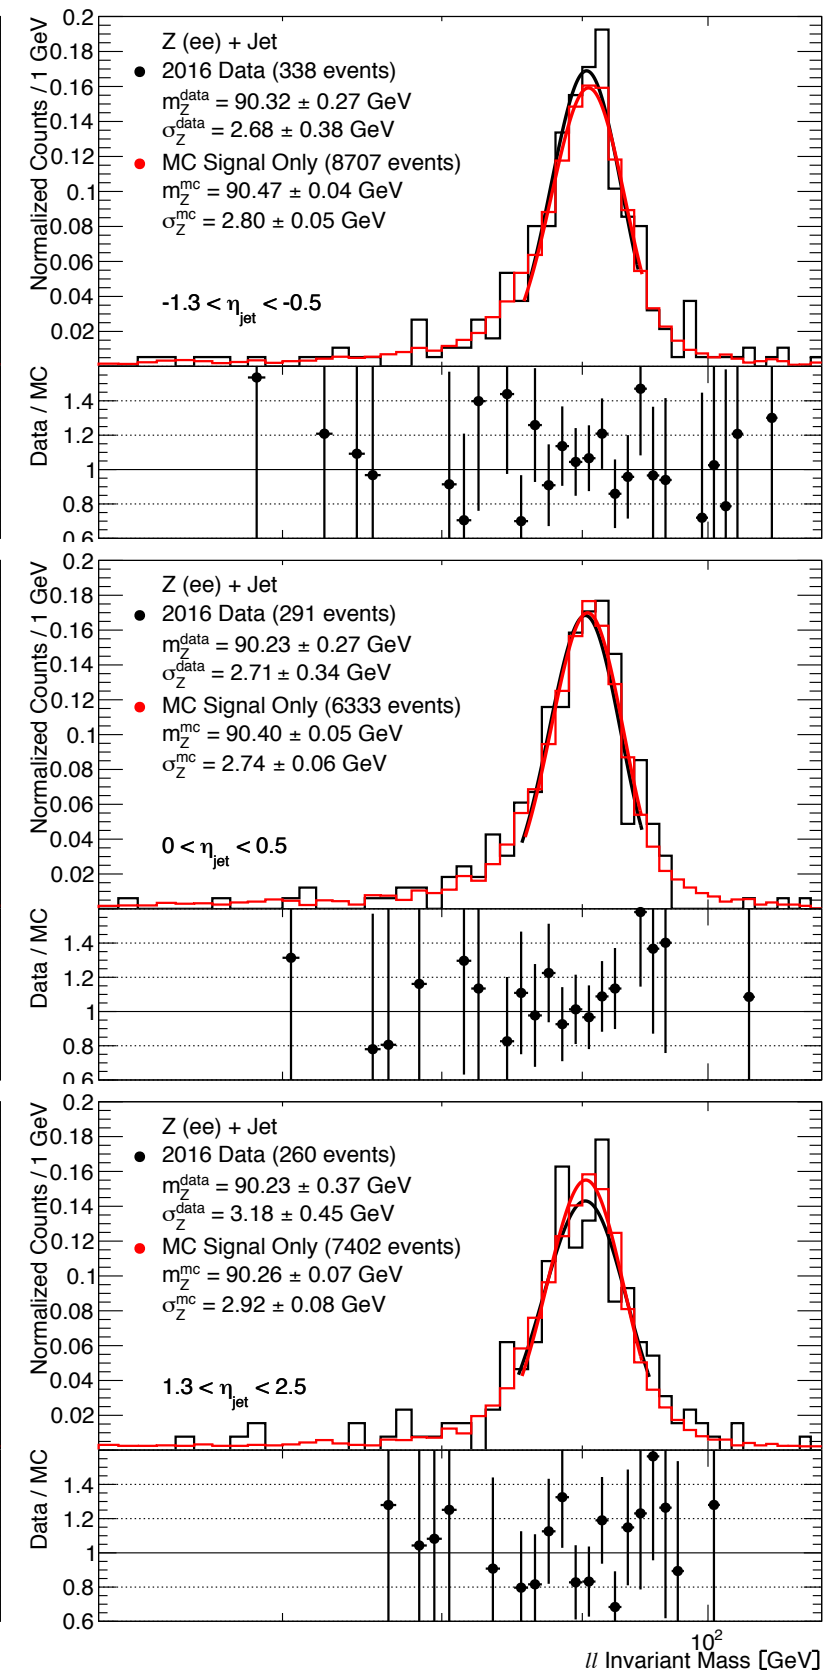 Normalized Counts / 1 GeV
0.2
0.18
0.16
0.14
0.12
0.1
0.08
0.06
0.04
0.02
Z (ee) + Jet
2016 Data (338 events)
m_Z^data = 90.32 ± 0.27 GeV
σ_Z^data = 2.68 ± 0.38 GeV
MC Signal Only (8707 events)
m_Z^mc = 90.47 ± 0.04 GeV
σ_Z^mc = 2.80 ± 0.05 GeV
-1.3 < η_jet < -0.5
Data / MC
1.4
1.2
1
0.8
0.6
Normalized Counts / 1 GeV
0.2
0.18
0.16
0.14
0.12
0.1
0.08
0.06
0.04
0.02
Z (ee) + Jet
2016 Data (291 events)
m_Z^data = 90.23 ± 0.27 GeV
σ_Z^data = 2.71 ± 0.34 GeV
MC Signal Only (6333 events)
m_Z^mc = 90.40 ± 0.05 GeV
σ_Z^mc = 2.74 ± 0.06 GeV
0 < η_jet < 0.5
Data / MC
1.4
1.2
1
0.8
0.6
Normalized Counts / 1 GeV
0.2
0.18
0.16
0.14
0.12
0.1
0.08
0.06
0.04
0.02
Z (ee) + Jet
2016 Data (260 events)
m_Z^data = 90.23 ± 0.37 GeV
σ_Z^data = 3.18 ± 0.45 GeV
MC Signal Only (7402 events)
m_Z^mc = 90.26 ± 0.07 GeV
σ_Z^mc = 2.92 ± 0.08 GeV
1.3 < η_jet < 2.5
Data / MC
1.4
1.2
1
0.8
0.6
10²
ll Invariant Mass [GeV]